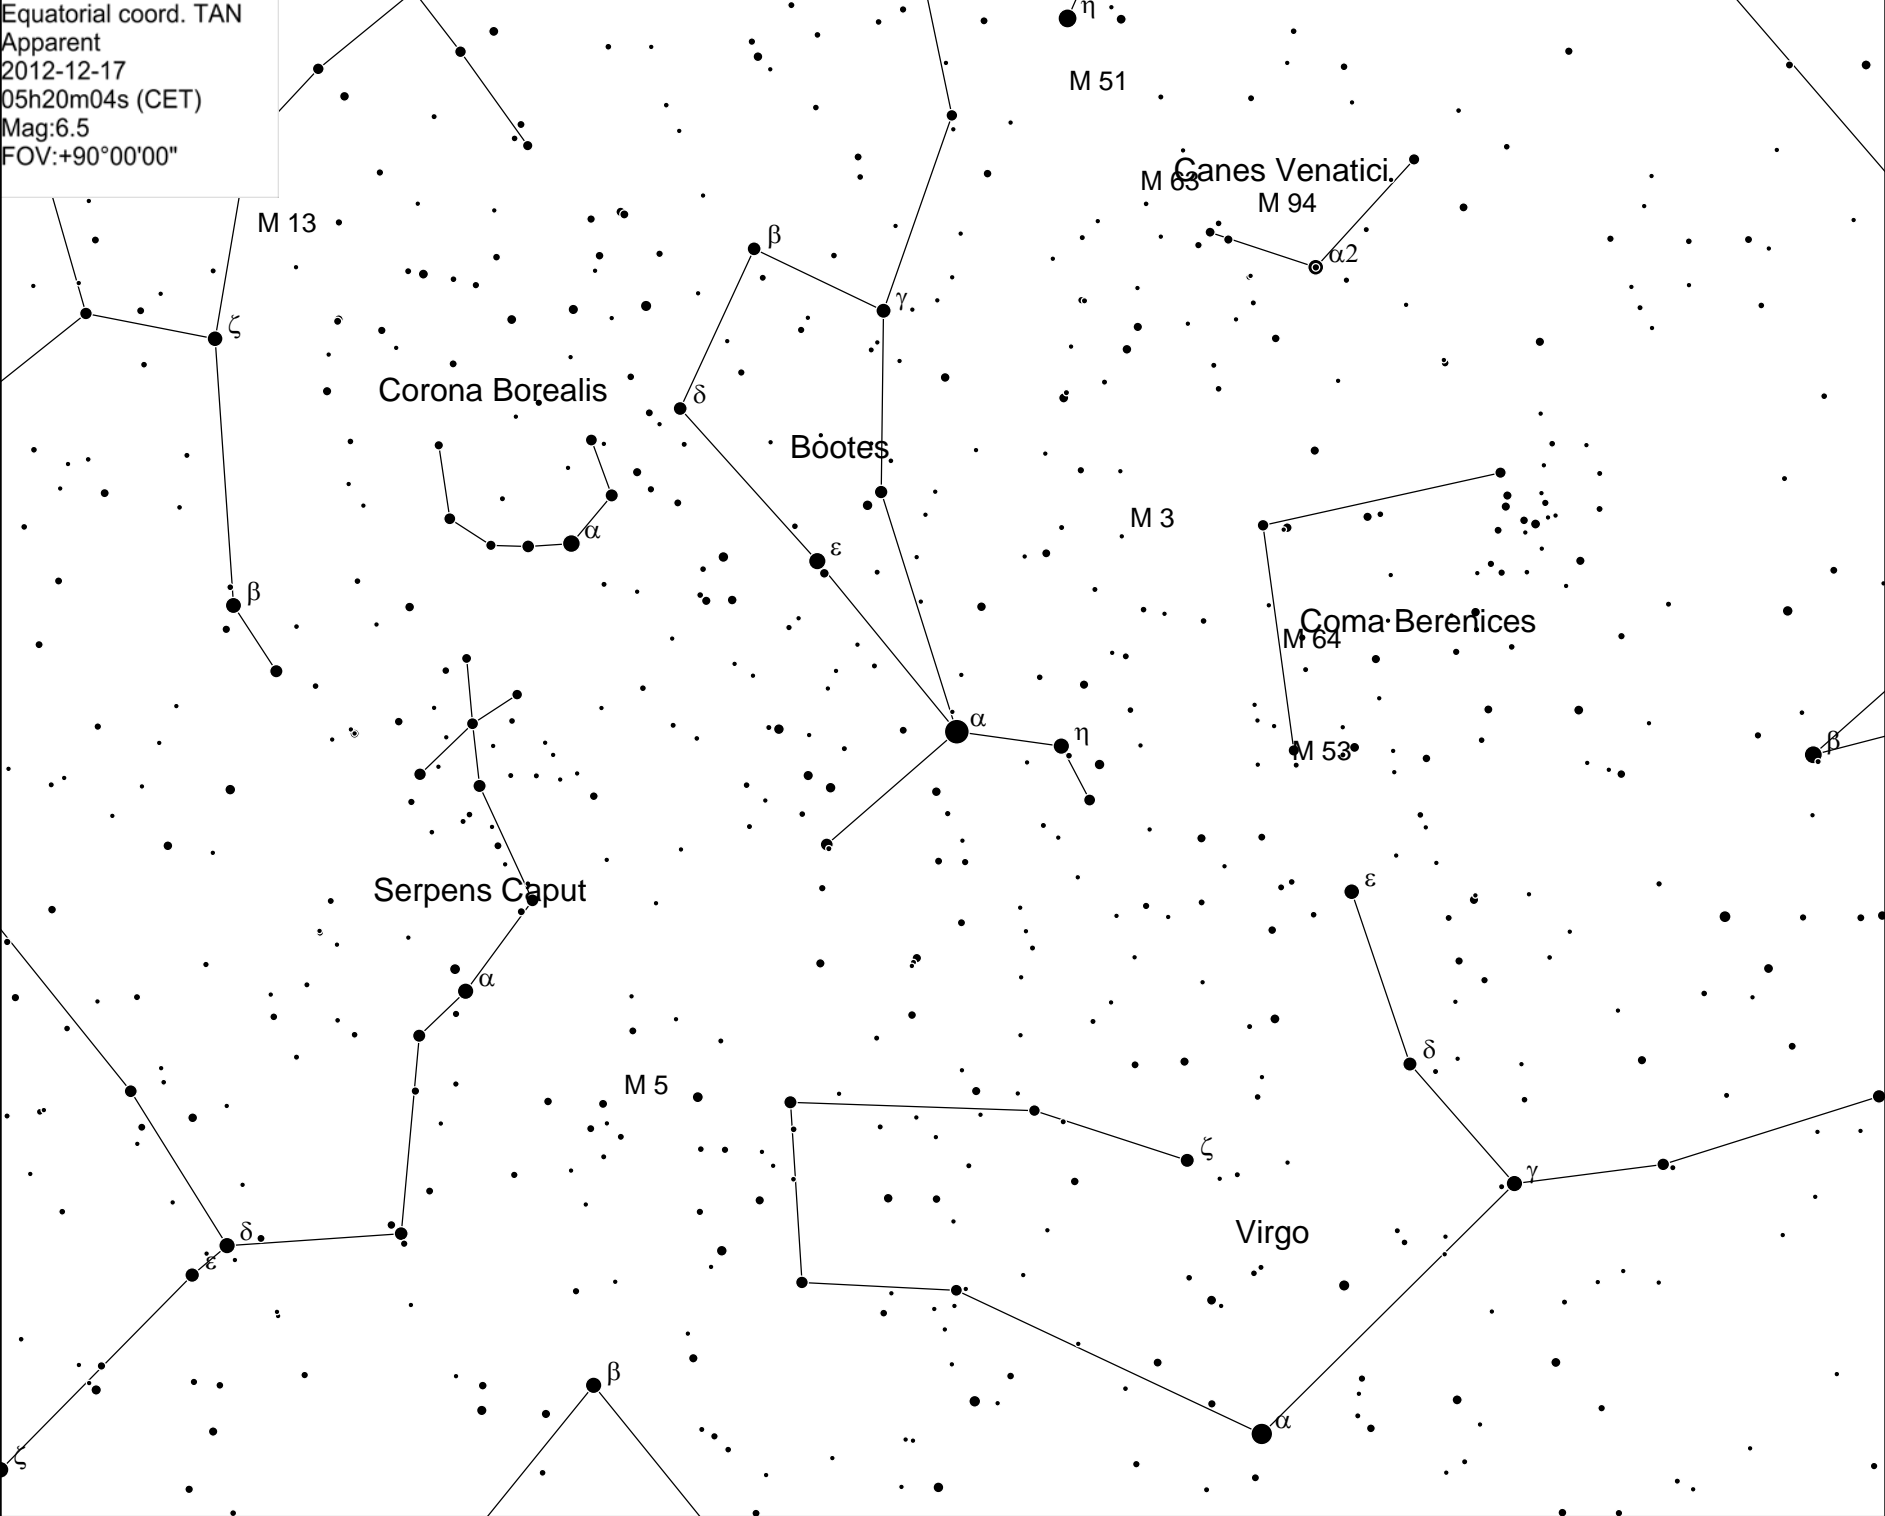 Equatorial coord. TAN
Apparent
2012-12-17
05h20m04s (CET)
Mag:6.5
FOV:+90°00'00"
η
M 51
Canes Venatici
M 63
M 94
M 13
β
α2
γ
ζ
Corona Borealis
δ
Bootes
M 3
α
ε
β
Coma Berenices
M 64
α
η
β
M 53
ε
Serpens Caput
α
δ
M 5
ζ
γ
δ
Virgo
ε
β
α
ζ